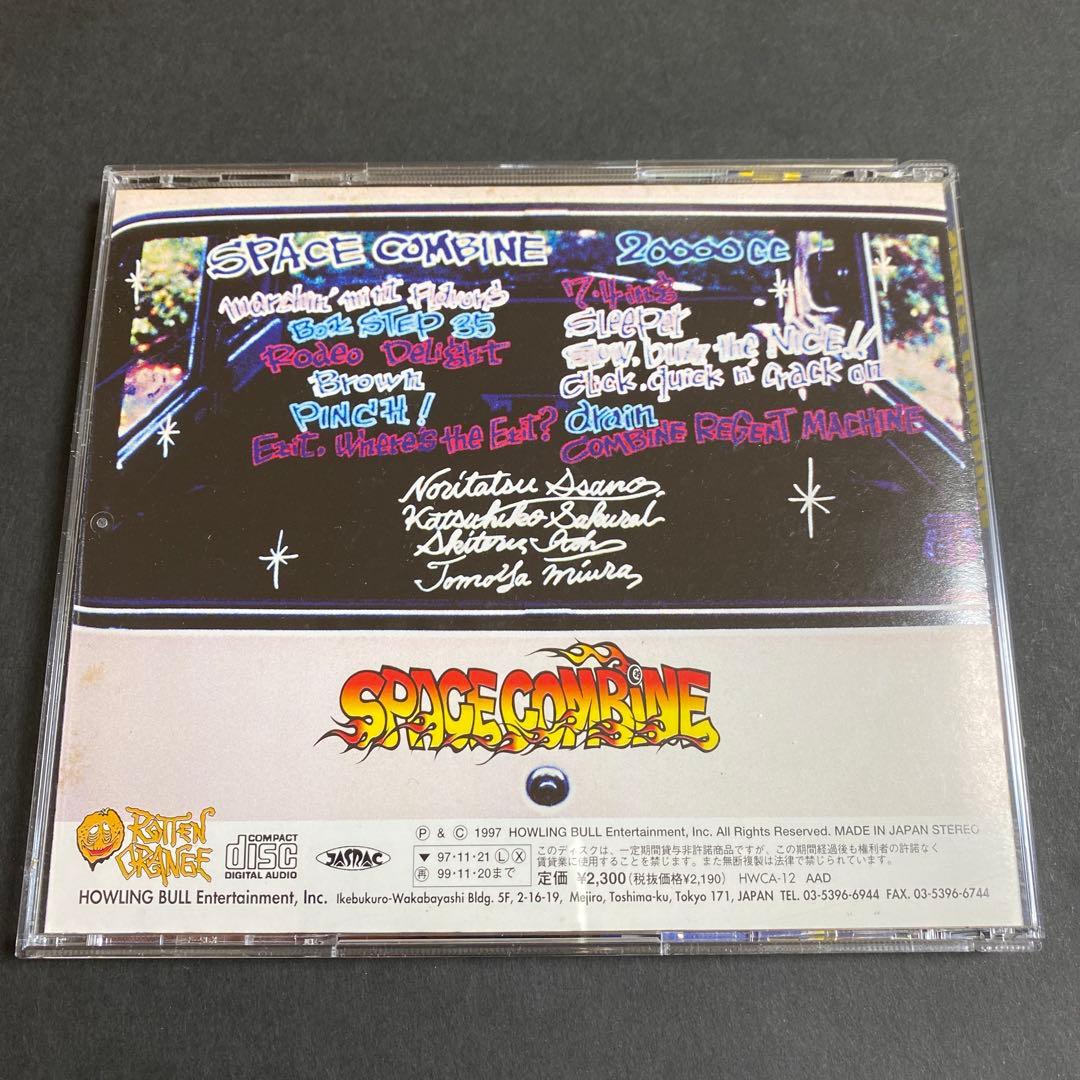 SPACE COMBINE
20000 CC
marchin' mint Flavors
Box STEP 35
Rodeo Delight
Brown
PINCH!
Exit. Where's the Exit?
7.4 ing
Sleeper
Slow, buzz the NICE!!
Click. quick n' crack on
drain
COMBINE REGENT MACHINE
Noritatsu Asano
Katsuhiko Sakurai
Akiteru Itoh
Tomoya Miura
SPACE COMBINE
ROTTEN ORANGE
COMPACT
disc
DIGITAL AUDIO
JASRAC
Ⓟ & © 1997 HOWLING BULL Entertainment, Inc. All Rights Reserved. MADE IN JAPAN STEREO
▼ 97・11・21 Ⓛ Ⓧ
再 99・11・20まで
このディスクは、一定期間貸与非許諾商品ですが、この期間経過後も権利者の許諾なく
賃貸業に使用することを禁じます。また無断複製は法律で禁じられています。
定価 ¥2,300(税抜価格¥2,190) HWCA-12 AAD
HOWLING BULL Entertainment, Inc. Ikebukuro-Wakabayashi Bldg. 5F, 2-16-19, Mejiro, Toshima-ku, Tokyo 171, JAPAN TEL. 03-5396-6944 FAX. 03-5396-6744